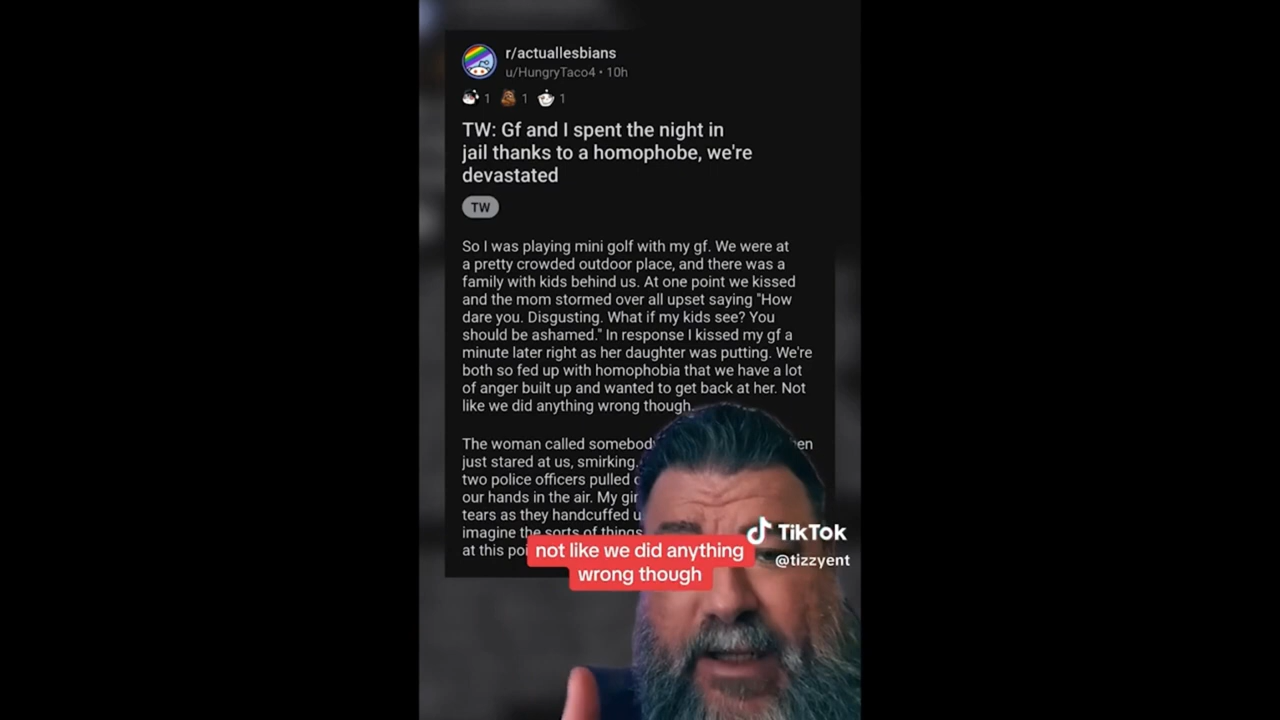 r/actuallesbians
u/HungryTaco4 • 10h
1 1 1
TW: Gf and I spent the night in
jail thanks to a homophobe, we're
devastated
TW
So I was playing mini golf with my gf. We were at
a pretty crowded outdoor place, and there was a
family with kids behind us. At one point we kissed
and the mom stormed over all upset saying "How
dare you. Disgusting. What if my kids see? You
should be ashamed." In response I kissed my gf a
minute later right as her daughter was putting. We're
both so fed up with homophobia that we have a lot
of anger built up and wanted to get back at her. Not
like we did anything wrong though.
The woman called
just stared at us, smirking.
two police officers pulled
our hands in the air. My
tears as they handcuffed
imagine the sorts of things
at this
not like we did anything
wrong though
TikTok
@tizzyent